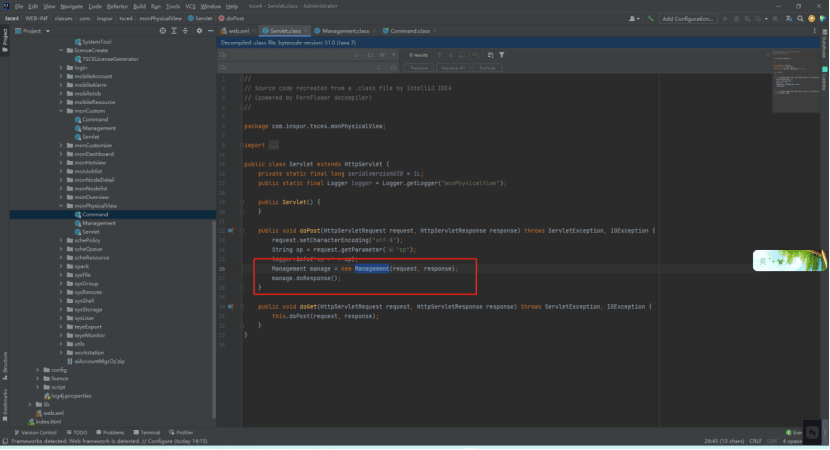 File Edit View Navigate Code Analyze Refactor Build Run Tools VCS Window Help tsce4 - Servlet.class - Administrator
tsce4 WEB-INF classes com inspur tsce4 monPhysicalView Servlet doPost
Add Configuration...
Project
web.xml Servlet.class Management.class Command.class
Decompiled .class file, bytecode version: 51.0 (Java 7)
0 results
SystemTool
licenseCreate
TSCELicenseGenerator
login
mobileAccount
mobileAlarm
mobileJob
mobileResource
monCustom
Command
Management
Servlet
monCustomize
monDashboard
monHotview
monJoblist
monNodeDetail
monNodelist
monOverview
monPhysicalView
Command
Management
Servlet
schePolicy
scheQueue
scheResource
spark
sysFile
sysGroup
sysRemote
sysShell
sysStorage
sysUser
teyeExport
teyeMonitor
utils
workstation
config
licence
script
log4j.properties
lib
web.xml
index.html
//
// Source code recreated from a .class file by IntelliJ IDEA
// (powered by FernFlower decompiler)
//
package com.inspur.tsce4.monPhysicalView;
import ...
public class Servlet extends HttpServlet {
private static final long serialVersionUID = 1L;
public static final Logger logger = Logger.getLogger("monPhysicalView");
public Servlet() {
}
public void doPost(HttpServletRequest request, HttpServletResponse response) throws ServletException, IOException {
request.setCharacterEncoding("utf-8");
String op = request.getParameter("op");
Management manage = new Management(request, response);
manage.doResponse();
}
public void doGet(HttpServletRequest request, HttpServletResponse response) throws ServletException, IOException {
this.doPost(request, response);
}
}
Version Control TODO Problems Terminal Profiler
Frameworks detected: Web framework is detected. // Configure (today 14:15)
26:43 (10 chars) CRLF